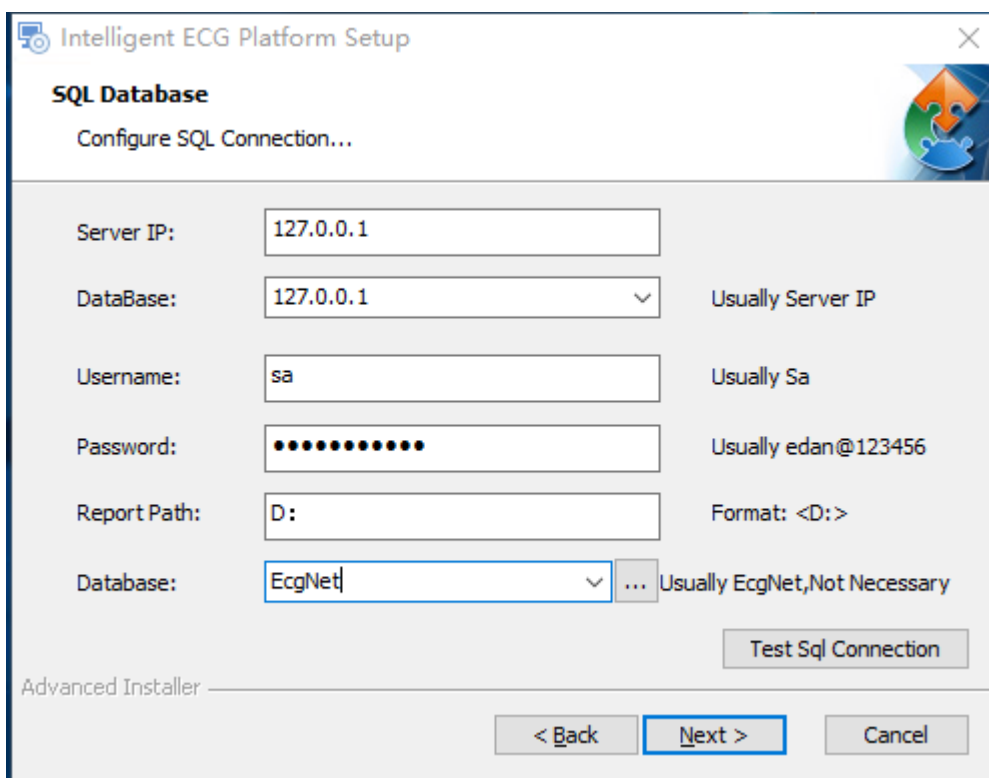 Intelligent ECG Platform Setup
SQL Database
Configure SQL Connection...
Server IP: 127.0.0.1
DataBase: 127.0.0.1 Usually Server IP
Username: sa Usually Sa
Password: ●●●●●●●●●●● Usually edan@123456
Report Path: D: Format: <D:>
Database: EcgNet ... Usually EcgNet,Not Necessary
Test Sql Connection
Advanced Installer
< Back Next > Cancel